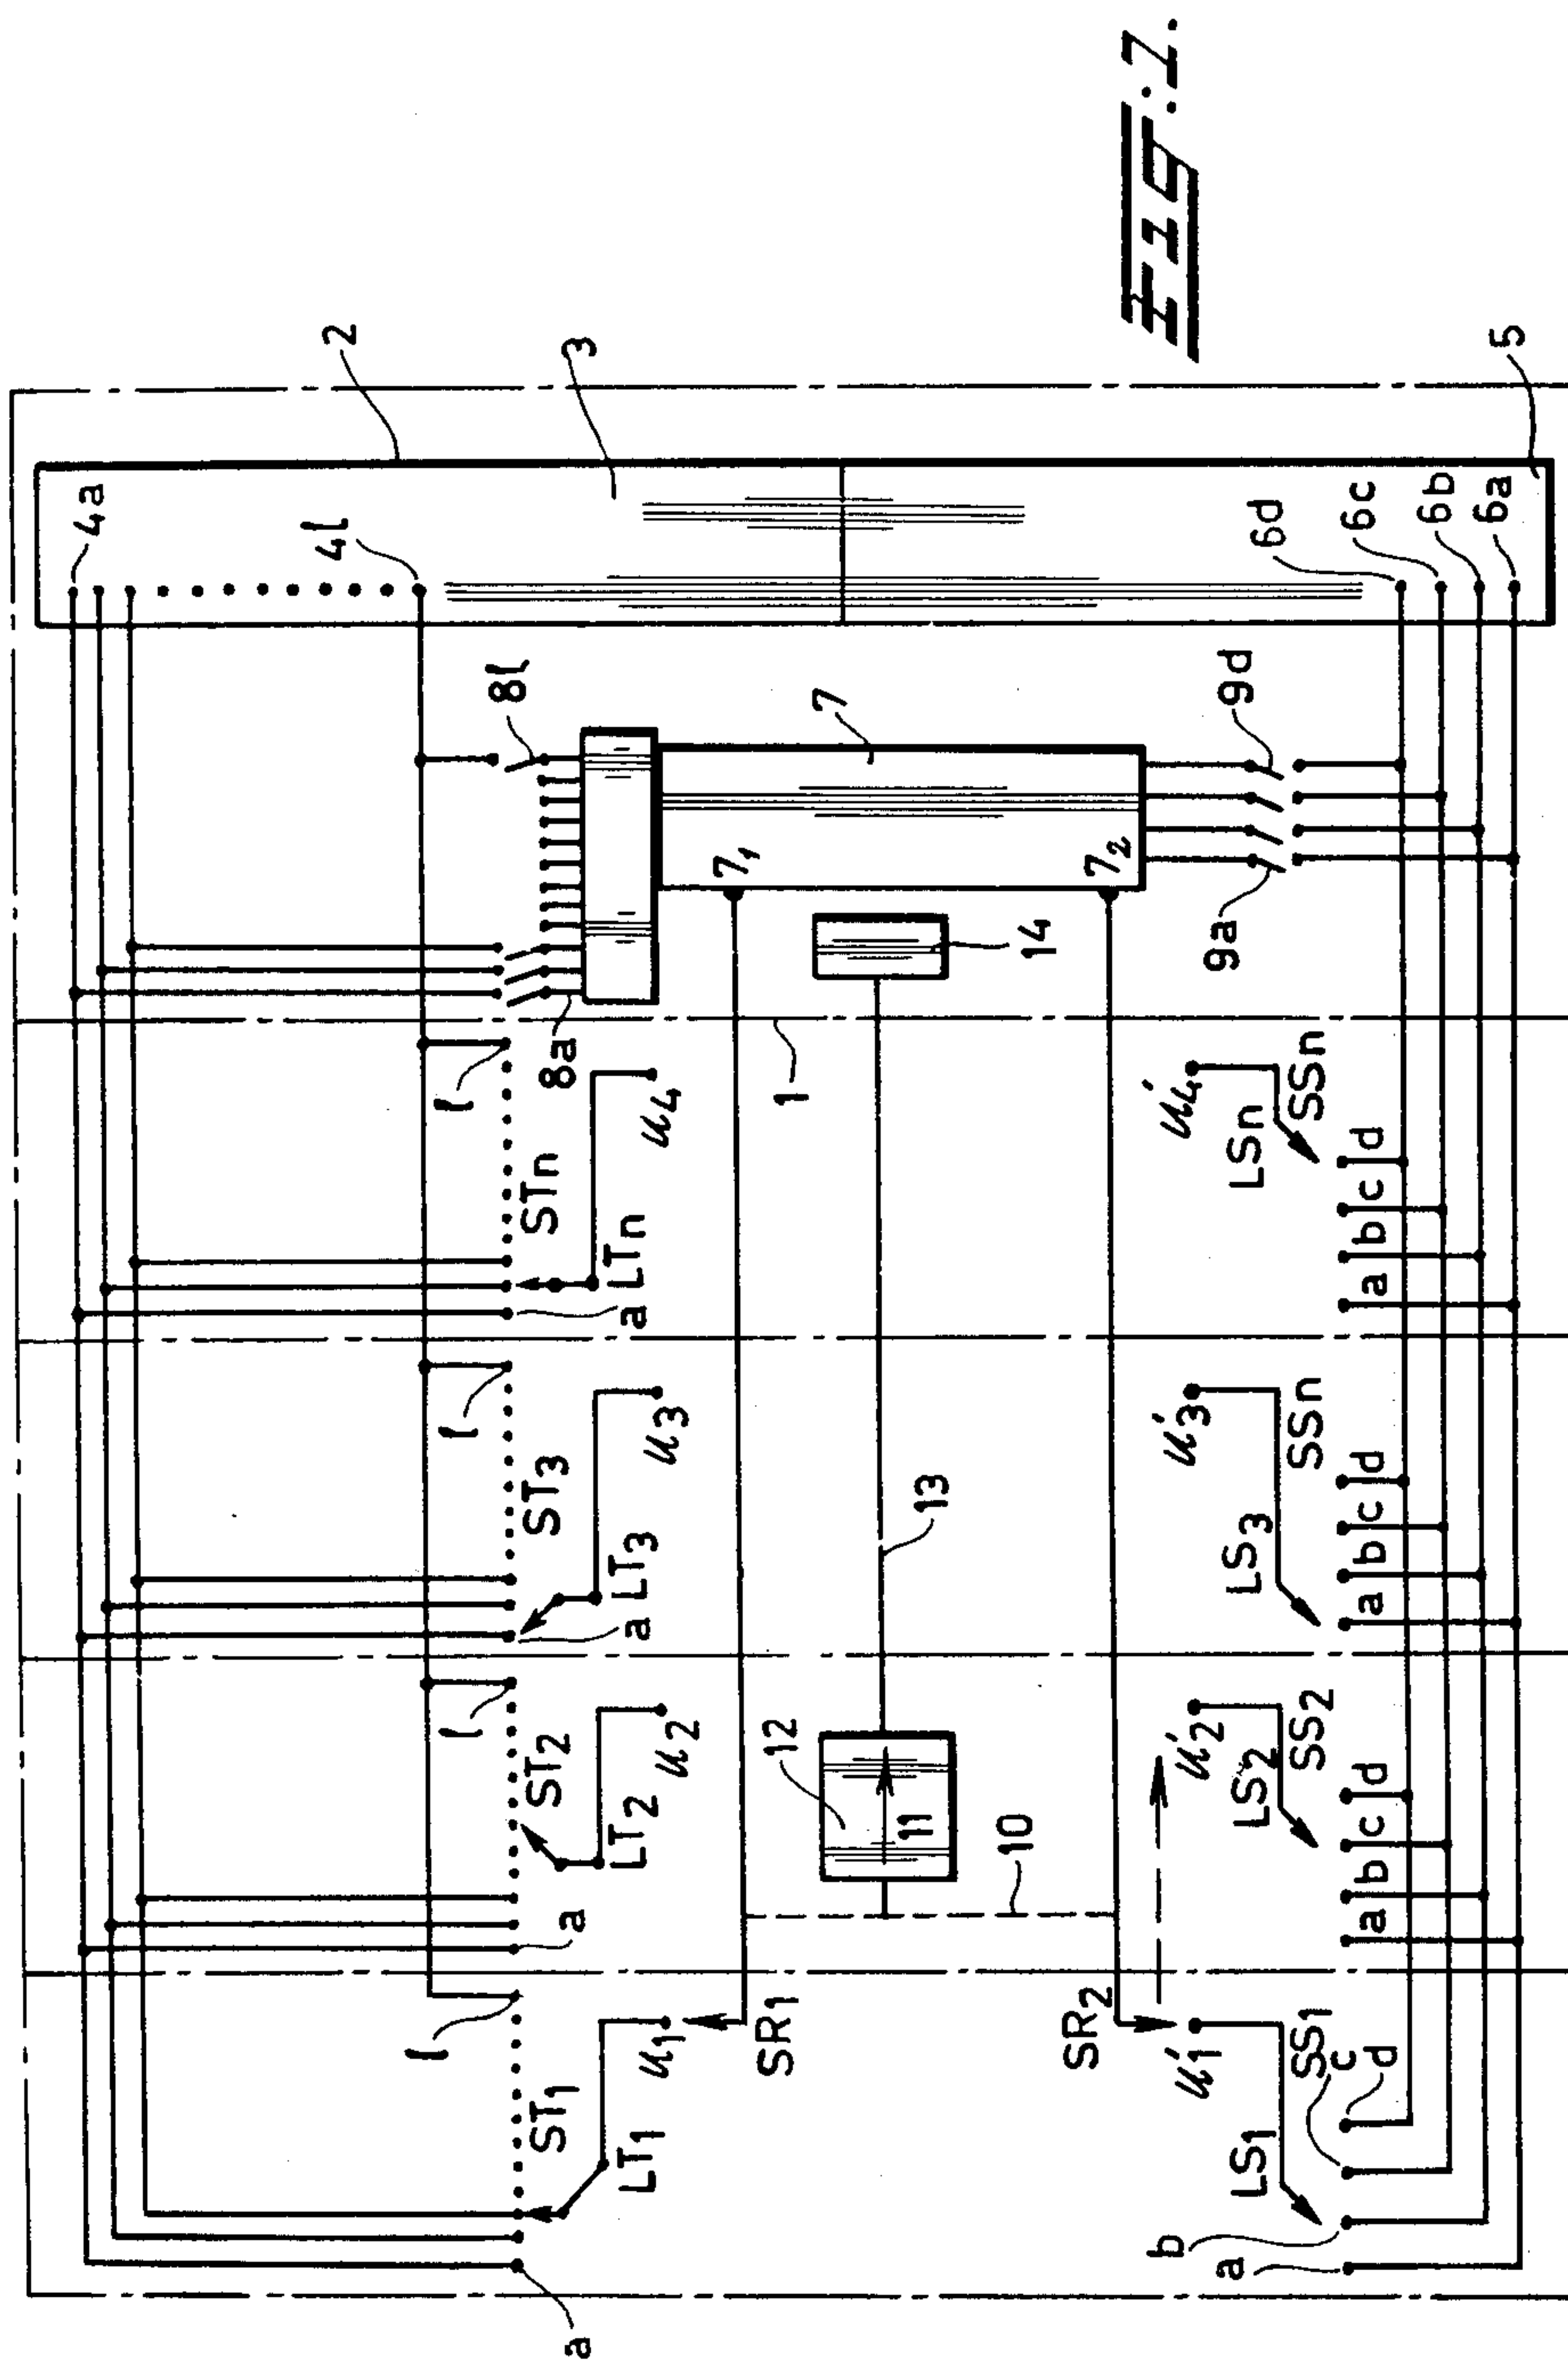 FIG.1.
2
3
4a
4l
5
6d
6c
6b
6a
8l
7
9d
7₁
7₂
8a
14
9a
l
STn
LTn
u₄
a
1
u'₄
LSn
SSn
a b c d
l
ST₃
LT₃
u₃
a
13
u'₃
LS₃
SSn
a b c d
l
ST₂
LT₂
u₂
a
12
11
10
u'₂
LS₂
SS₂
a b c d
l
ST₁
LT₁
u₁
a
SR₁
SR₂
u'₁
LS₁
SS₁
a
b
c
d